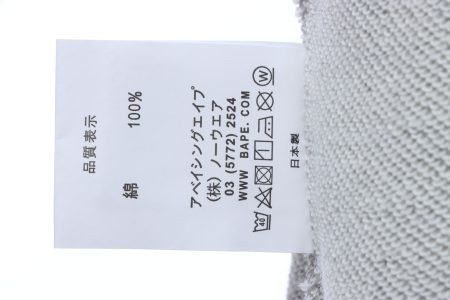 品質表示
綿 100%
アベイシングエイプ
(株) ノーウエア
03 (5772) 2524
WWW BAPE. COM
40 W
日本製